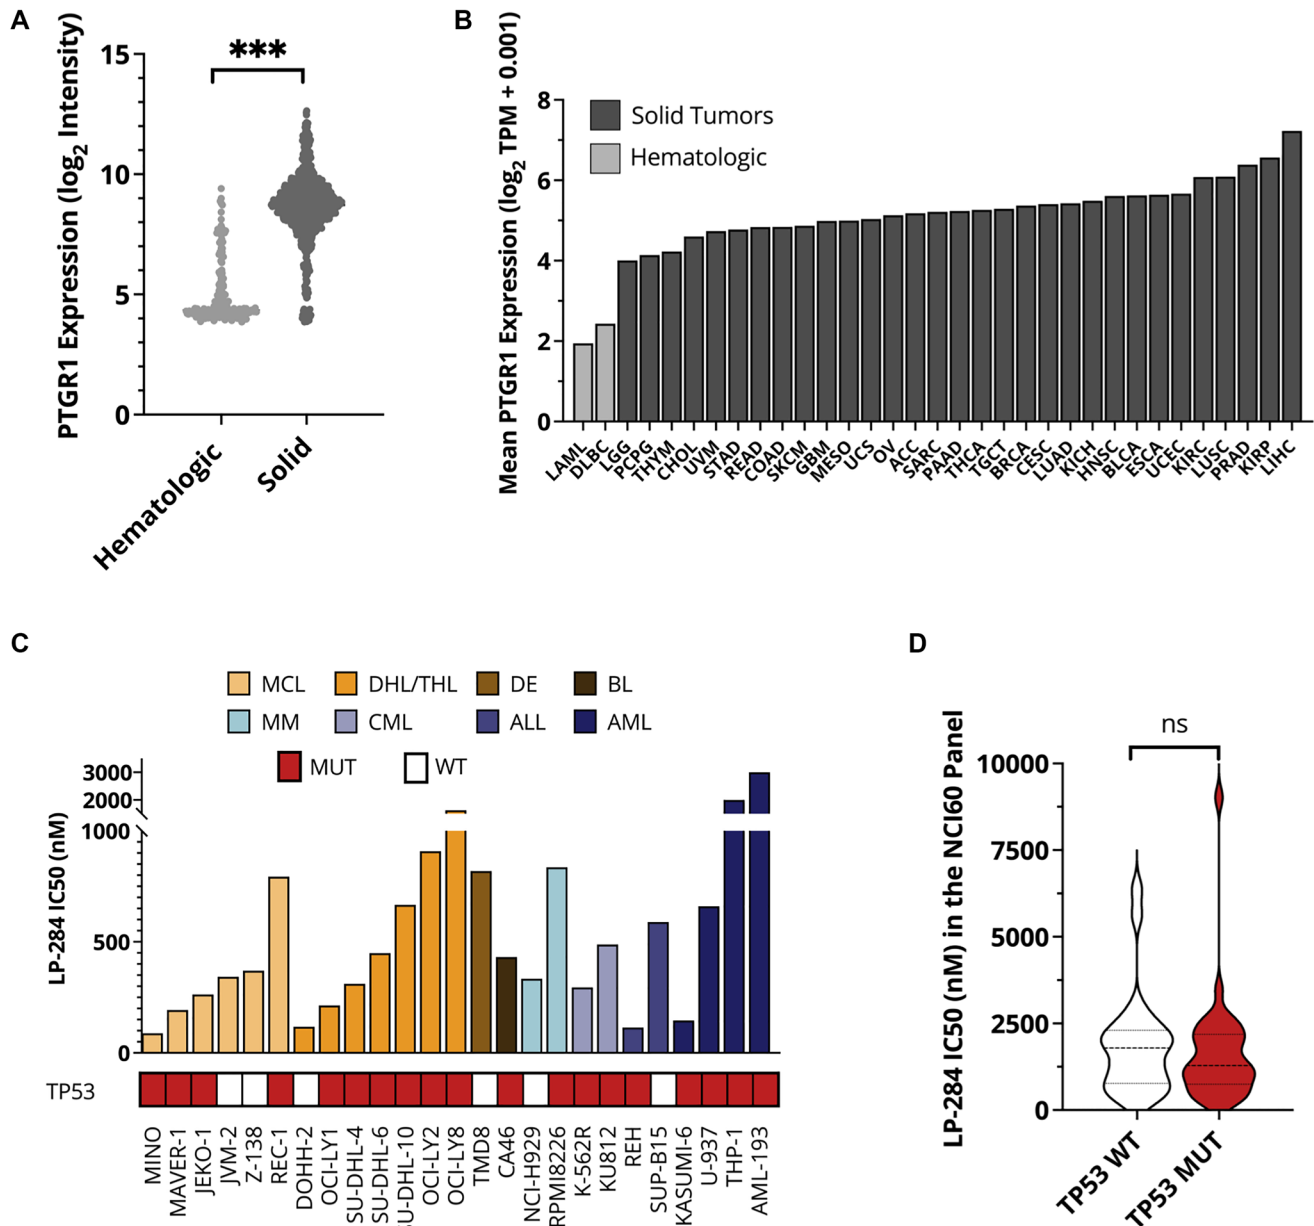 A
PTGR1 Expression (log2 Intensity)
15
10
5
0
***
Hematologic
Solid
B
Mean PTGR1 Expression (log2 TPM + 0.001)
8
6
4
2
0
Solid Tumors
Hematologic
LAML
DLBC
LGG
PCPG
THYM
CHOL
UVM
STAD
READ
COAD
SKCM
GBM
MESO
UCS
OV
ACC
SARC
PAAD
THCA
TGCT
BRCA
CESC
LUAD
KICH
HNSC
BLCA
ESCA
UCEC
KIRC
LUSC
PRAD
KIRP
LIHC
C
MCL
DHL/THL
DE
BL
MM
CML
ALL
AML
MUT
WT
LP-284 IC50 (nM)
3000
2000
1000
500
0
TP53
MINO
MAVER-1
JEKO-1
JVM-2
Z-138
REC-1
DOHH-2
OCI-LY1
SU-DHL-4
SU-DHL-6
SU-DHL-10
OCI-LY2
OCI-LY8
TMD8
CA46
NCI-H929
RPMI8226
K-562R
KU812
REH
SUP-B15
KASUMI-6
U-937
THP-1
AML-193
D
LP-284 IC50 (nM) in the NCI60 Panel
ns
10000
7500
5000
2500
0
TP53 WT
TP53 MUT